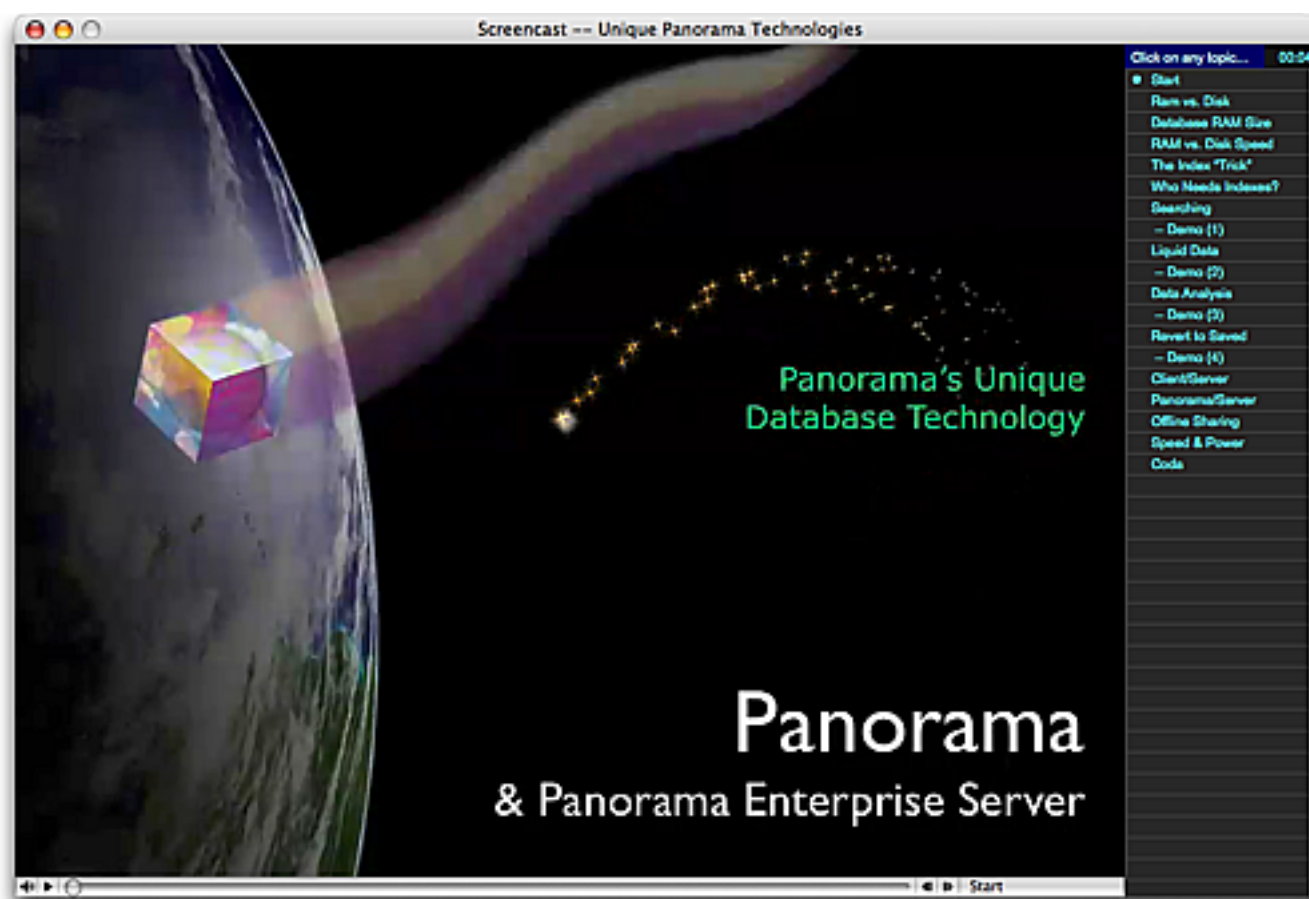 Screencast -- Unique Panorama Technologies
Click on any topic...
Start
Ram vs. Disk
Database RAM Size
RAM vs. Disk Speed
The Index "Trick"
Who Needs Indexes?
Searching
– Demo (1)
Liquid Data
– Demo (2)
Data Analysis
– Demo (3)
Revert to Saved
– Demo (4)
Client/Server
Panorama/Server
Offline Sharing
Speed & Power
Coda
Panorama's Unique
Database Technology
Panorama
& Panorama Enterprise Server
Start